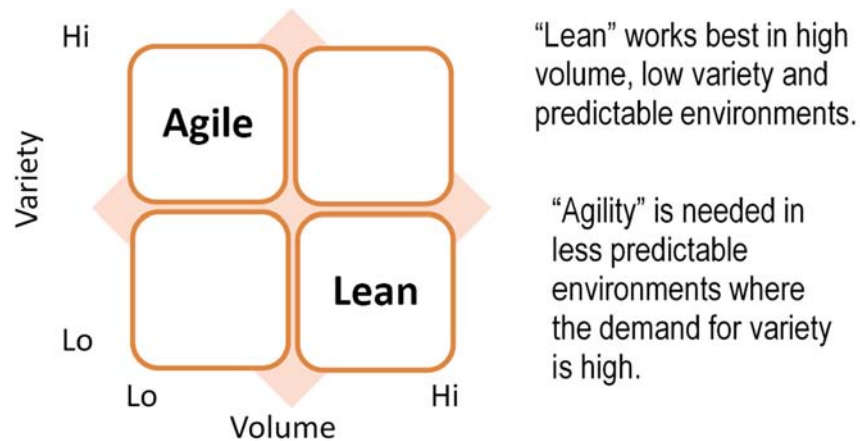 Hi
Agile
Variety
Lean
Lo
Lo
Hi
Volume
“Lean” works best in high
volume, low variety and
predictable environments.
“Agility” is needed in
less predictable
environments where
the demand for variety
is high.